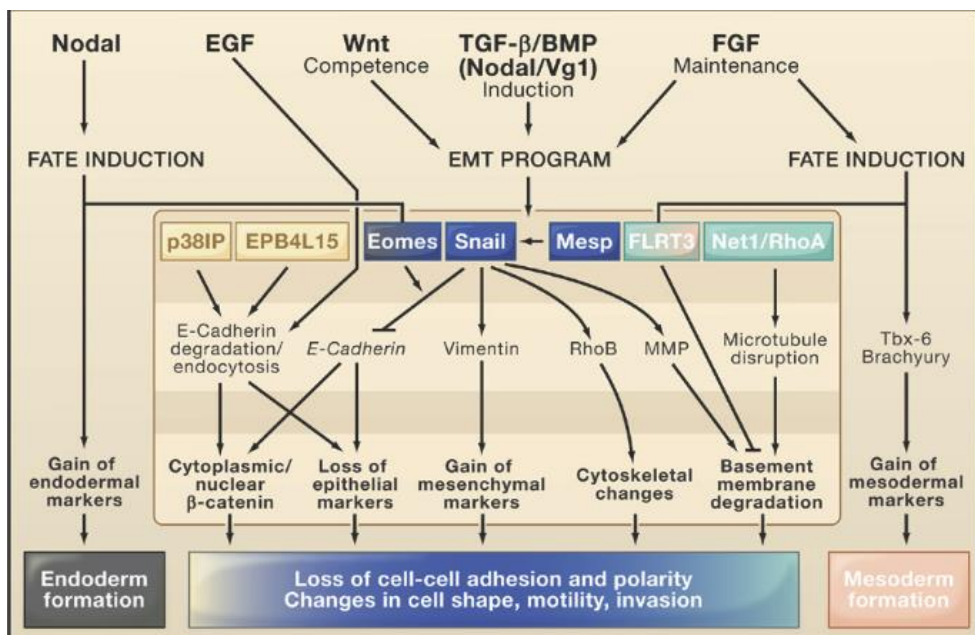 Nodal
EGF
Wnt
Competence
TGF-β/BMP
(Nodal/Vg1)
Induction
FGF
Maintenance
FATE INDUCTION
EMT PROGRAM
FATE INDUCTION
p38IP
EPB4L15
Eomes
Snail
Mesp
FLRT3
Net1/RhoA
E-Cadherin
degradation/
endocytosis
E-Cadherin
Vimentin
RhoB
MMP
Microtubule
disruption
Tbx-6
Brachyury
Gain of
endodermal
markers
Cytoplasmic/
nuclear
β-catenin
Loss of
epithelial
markers
Gain of
mesenchymal
markers
Cytoskeletal
changes
Basement
membrane
degradation
Gain of
mesodermal
markers
Endoderm
formation
Loss of cell-cell adhesion and polarity
Changes in cell shape, motility, invasion
Mesoderm
formation